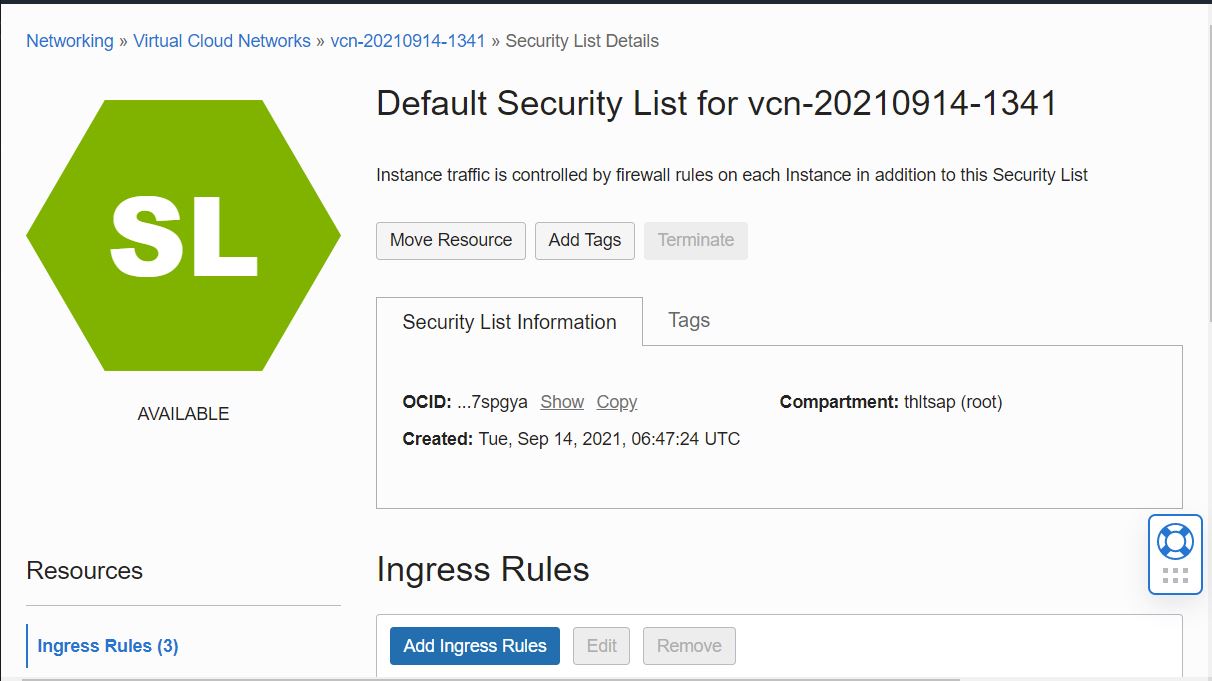 Networking » Virtual Cloud Networks » vcn-20210914-1341 » Security List Details
SL
AVAILABLE
Default Security List for vcn-20210914-1341
Instance traffic is controlled by firewall rules on each Instance in addition to this Security List
Move Resource Add Tags Terminate
Security List Information Tags
OCID: ...7spgya Show Copy Compartment: thltsap (root)
Created: Tue, Sep 14, 2021, 06:47:24 UTC
Resources
Ingress Rules (3)
Ingress Rules
Add Ingress Rules Edit Remove